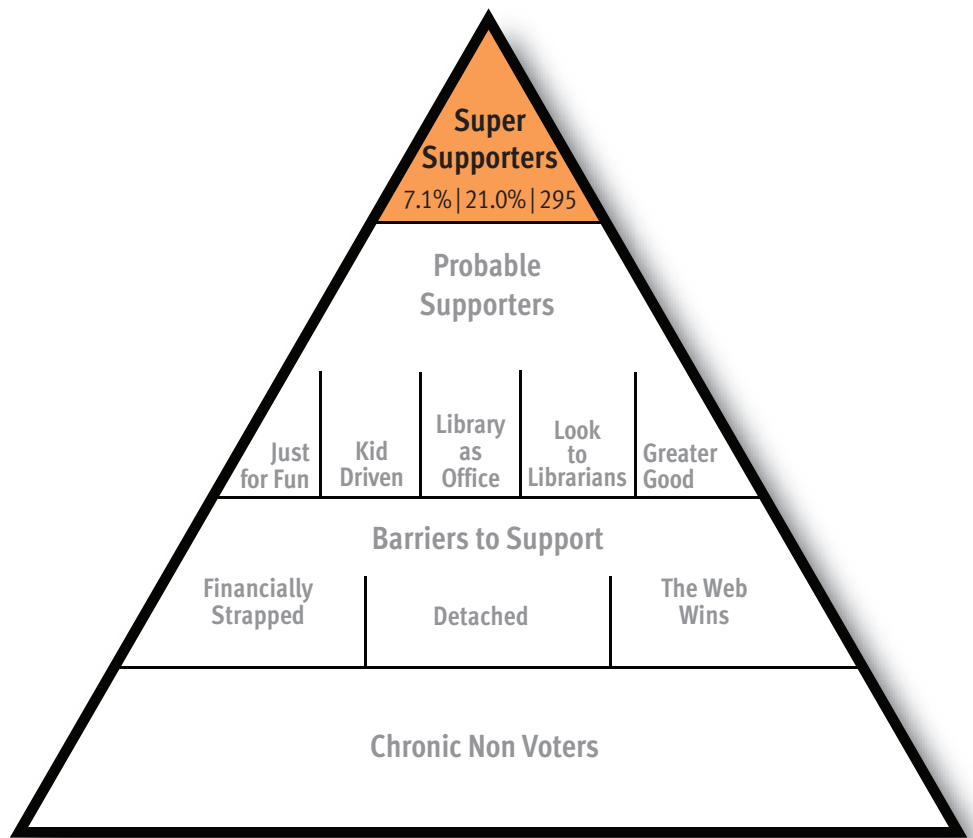 Super
Supporters
7.1%|21.0%|295
Probable
Supporters
Just
for Fun
Kid
Driven
Library
as
Office
Look
to
Librarians
Greater
Good
Barriers to Support
Financially
Strapped
Detached
The Web
Wins
Chronic Non Voters